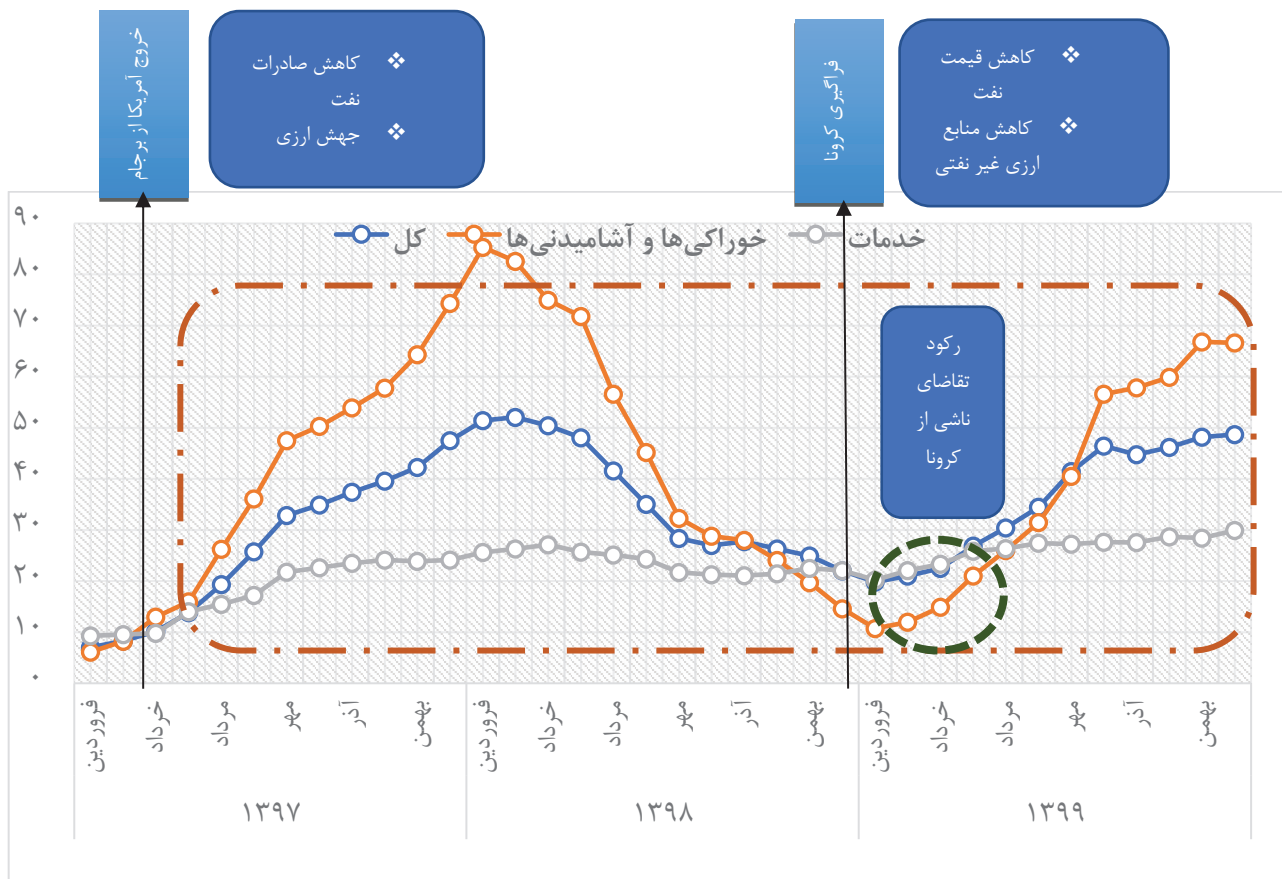 خروج آمریکا از برجام
❖ کاهش صادرات
نفت
❖ جهش ارزی
فراگیری کرونا
❖ کاهش قیمت
نفت
❖ کاهش منابع
ارزی غیر نفتی
کل
خوراکی‌ها و آشامیدنی‌ها
خدمات
۹۰
۸۰
۷۰
۶۰
۵۰
۴۰
۳۰
۲۰
۱۰
۰
رکود
تقاضای
ناشی از
کرونا
فروردین
خرداد
مرداد
مهر
آذر
بهمن
فروردین
خرداد
مرداد
مهر
آذر
بهمن
فروردین
خرداد
مرداد
مهر
آذر
بهمن
۱۳۹۷
۱۳۹۸
۱۳۹۹